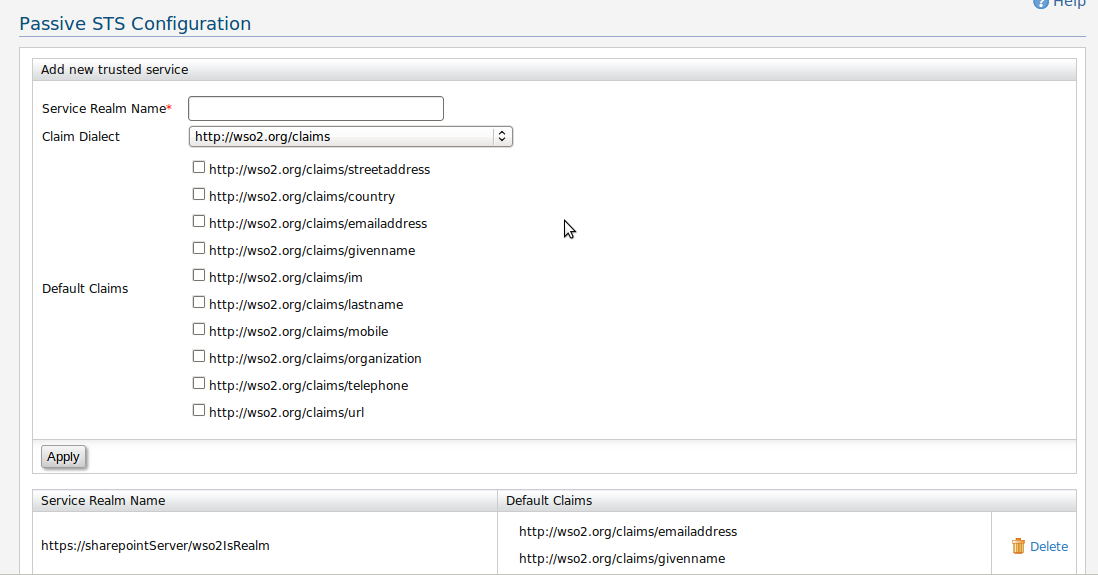 Help
Passive STS Configuration
Add new trusted service
Service Realm Name*
Claim Dialect http://wso2.org/claims
http://wso2.org/claims/streetaddress
http://wso2.org/claims/country
http://wso2.org/claims/emailaddress
http://wso2.org/claims/givenname
http://wso2.org/claims/im
Default Claims
http://wso2.org/claims/lastname
http://wso2.org/claims/mobile
http://wso2.org/claims/organization
http://wso2.org/claims/telephone
http://wso2.org/claims/url
Apply
Service Realm Name Default Claims
http://wso2.org/claims/emailaddress
https://sharepointServer/wso2IsRealm Delete
http://wso2.org/claims/givenname